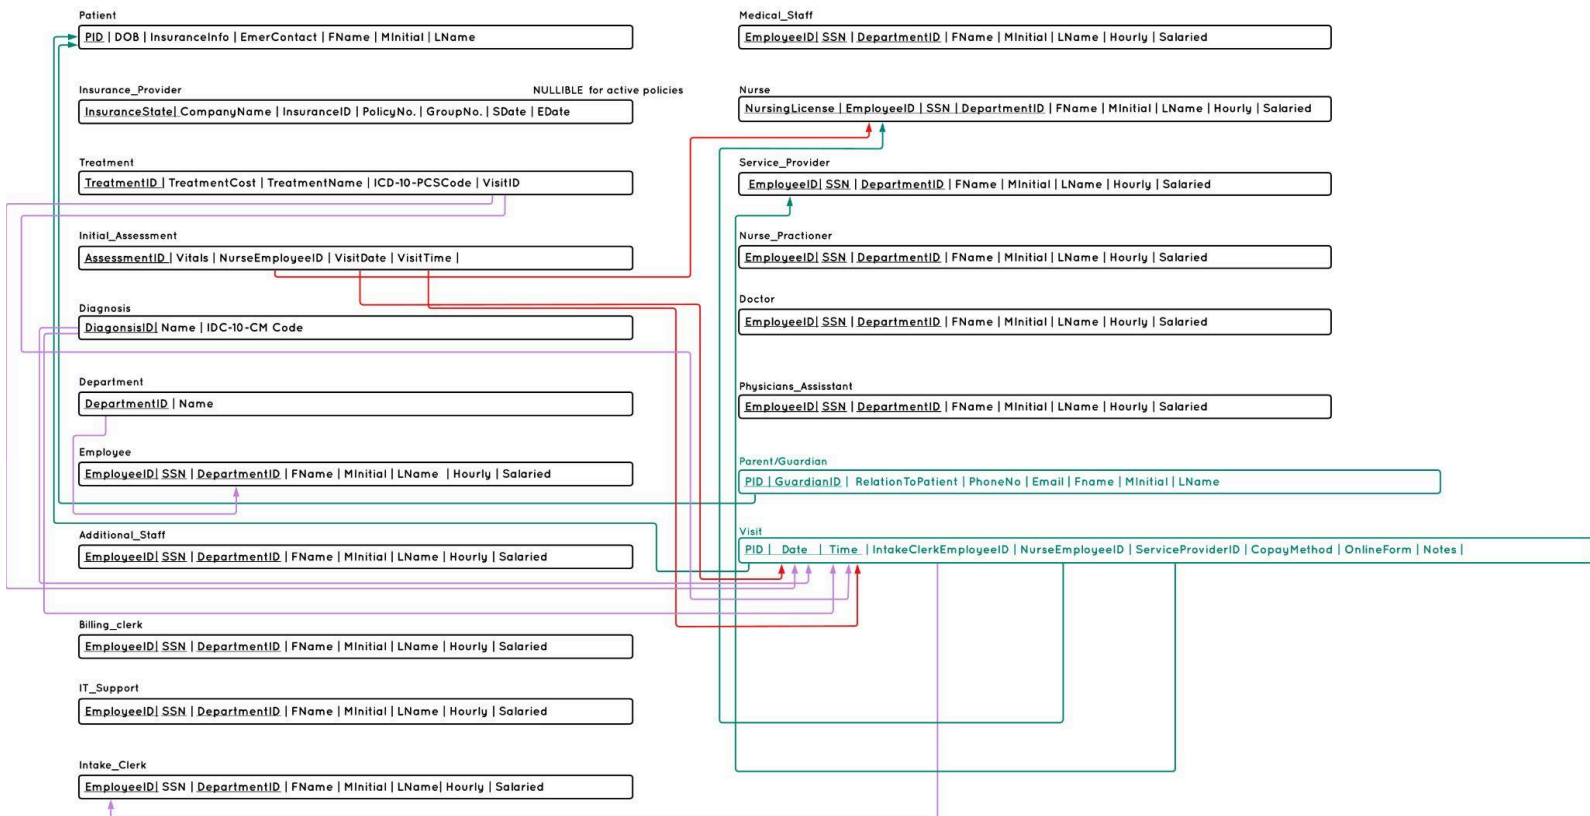 Patient
PID | DOB | InsuranceInfo | EmerContact | FName | MInitial | LName
Insurance_Provider
NULLIBLE for active policies
InsuranceState| CompanyName | InsuranceID | PolicyNo. | GroupNo. | SDate | EDate
Treatment
TreatmentID | TreatmentCost | TreatmentName | ICD-10-PCSCode | VisitID
Initial_Assessment
AssessmentID | Vitals | NurseEmployeeID | VisitDate | VisitTime |
Diagnosis
DiagonsisID| Name | IDC-10-CM Code
Department
DepartmentID | Name
Employee
EmployeeID| SSN | DepartmentID | FName | MInitial | LName | Hourly | Salaried
Additional_Staff
EmployeeID| SSN | DepartmentID | FName | MInitial | LName | Hourly | Salaried
Billing_clerk
EmployeeID| SSN | DepartmentID | FName | MInitial | LName | Hourly | Salaried
IT_Support
EmployeeID| SSN | DepartmentID | FName | MInitial | LName | Hourly | Salaried
Intake_Clerk
EmployeeID| SSN | DepartmentID | FName | MInitial | LName| Hourly | Salaried
Medical_Staff
EmployeeID| SSN | DepartmentID | FName | MInitial | LName | Hourly | Salaried
Nurse
NursingLicense | EmployeeID | SSN | DepartmentID | FName | MInitial | LName | Hourly | Salaried
Service_Provider
EmployeeID| SSN | DepartmentID | FName | MInitial | LName | Hourly | Salaried
Nurse_Practioner
EmployeeID| SSN | DepartmentID | FName | MInitial | LName | Hourly | Salaried
Doctor
EmployeeID| SSN | DepartmentID | FName | MInitial | LName | Hourly | Salaried
Physicians_Assisstant
EmployeeID| SSN | DepartmentID | FName | MInitial | LName | Hourly | Salaried
Parent/Guardian
PID | GuardianID | RelationToPatient | PhoneNo | Email | Fname | MInitial | LName
Visit
PID | Date | Time | IntakeClerkEmployeeID | NurseEmployeeID | ServiceProviderID | CopayMethod | OnlineForm | Notes |